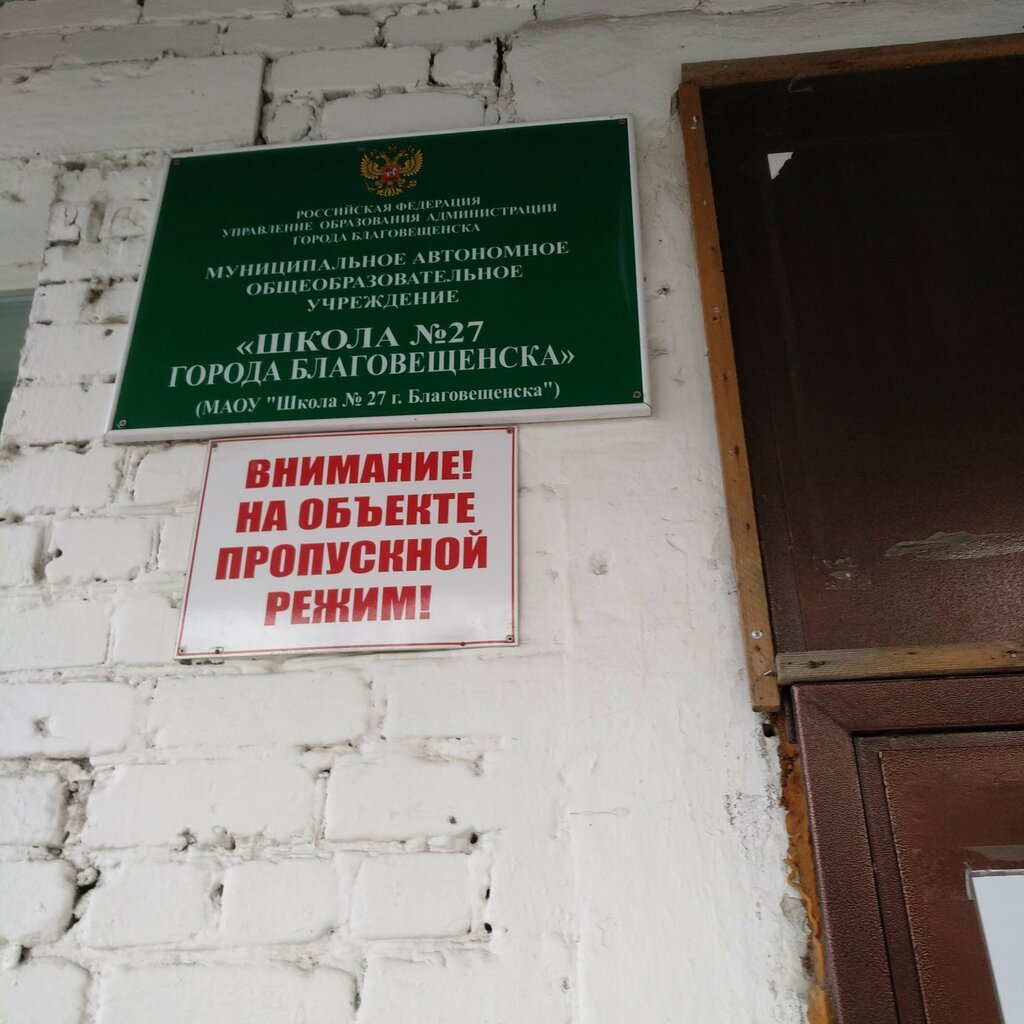 РОССИЙСКАЯ ФЕДЕРАЦИЯ
УПРАВЛЕНИЕ ОБРАЗОВАНИЯ АДМИНИСТРАЦИИ
ГОРОДА БЛАГОВЕЩЕНСКА
МУНИЦИПАЛЬНОЕ АВТОНОМНОЕ
ОБЩЕОБРАЗОВАТЕЛЬНОЕ
УЧРЕЖДЕНИЕ
«ШКОЛА №27
ГОРОДА БЛАГОВЕЩЕНСКА»
(МАОУ "Школа № 27 г. Благовещенска")
ВНИМАНИЕ!
НА ОБЪЕКТЕ
ПРОПУСКНОЙ
РЕЖИМ!